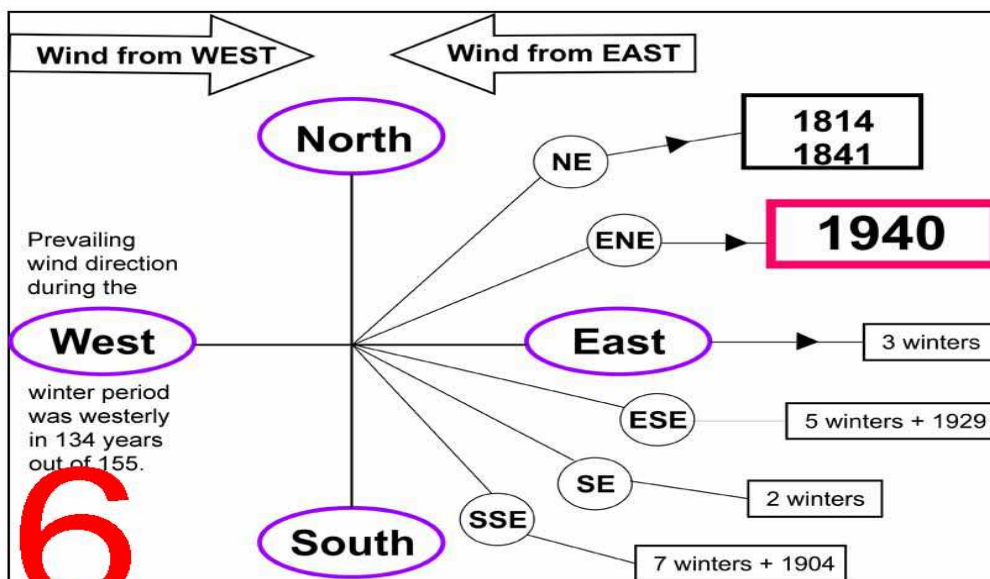 Wind from WEST
Wind from EAST
North
NE
1814
1841
ENE
1940
Prevailing
wind direction
during the
West
East
3 winters
winter period
was westerly
in 134 years
out of 155.
ESE
5 winters + 1929
SE
2 winters
SSE
South
7 winters + 1904
6